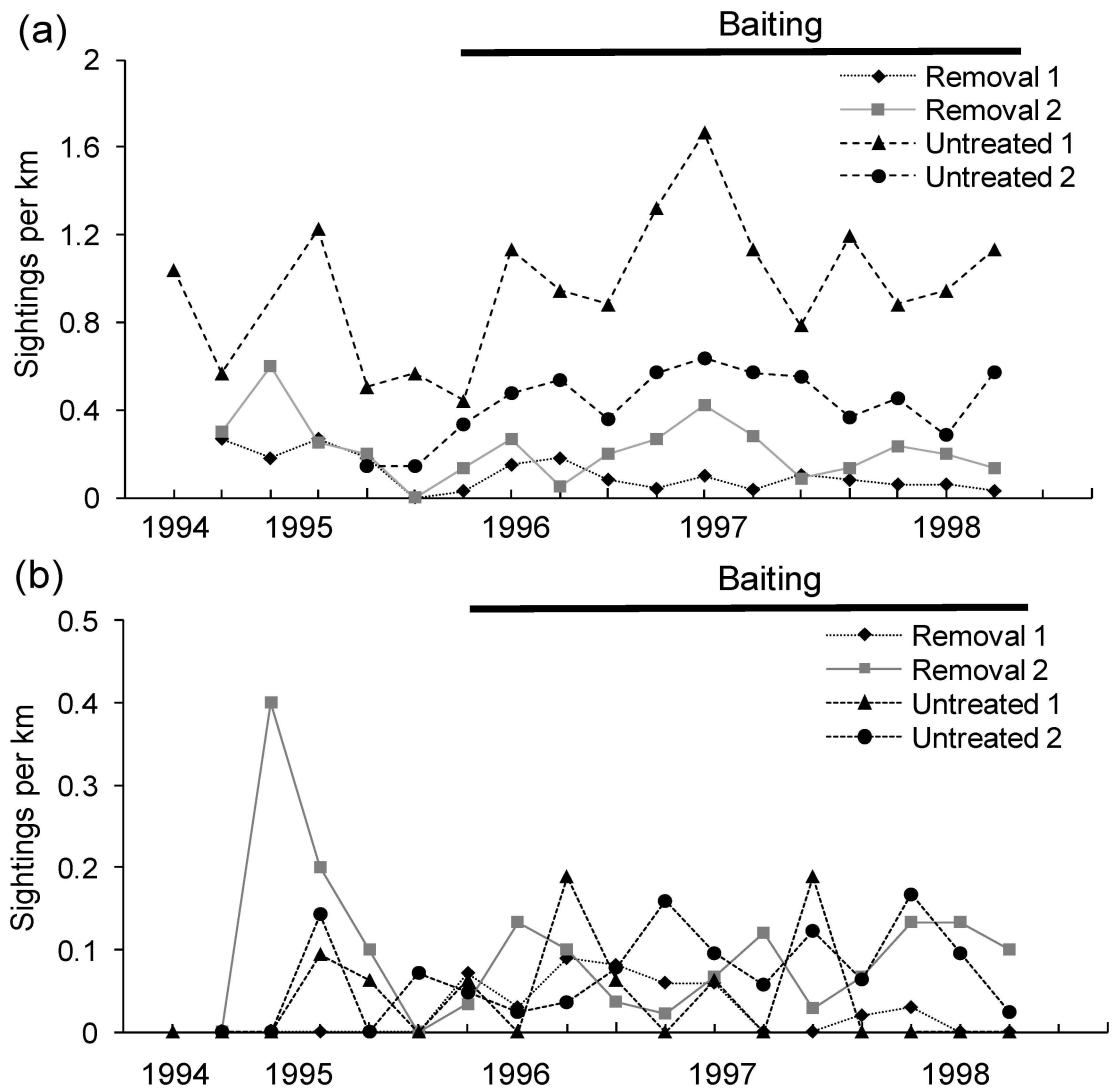 (a)
Baiting
2
1.6
1.2
0.8
0.4
0
Sightings per km
Removal 1
Removal 2
Untreated 1
Untreated 2
1994 1995 1996 1997 1998
(b)
Baiting
0.5
0.4
0.3
0.2
0.1
0
Sightings per km
Removal 1
Removal 2
Untreated 1
Untreated 2
1994 1995 1996 1997 1998